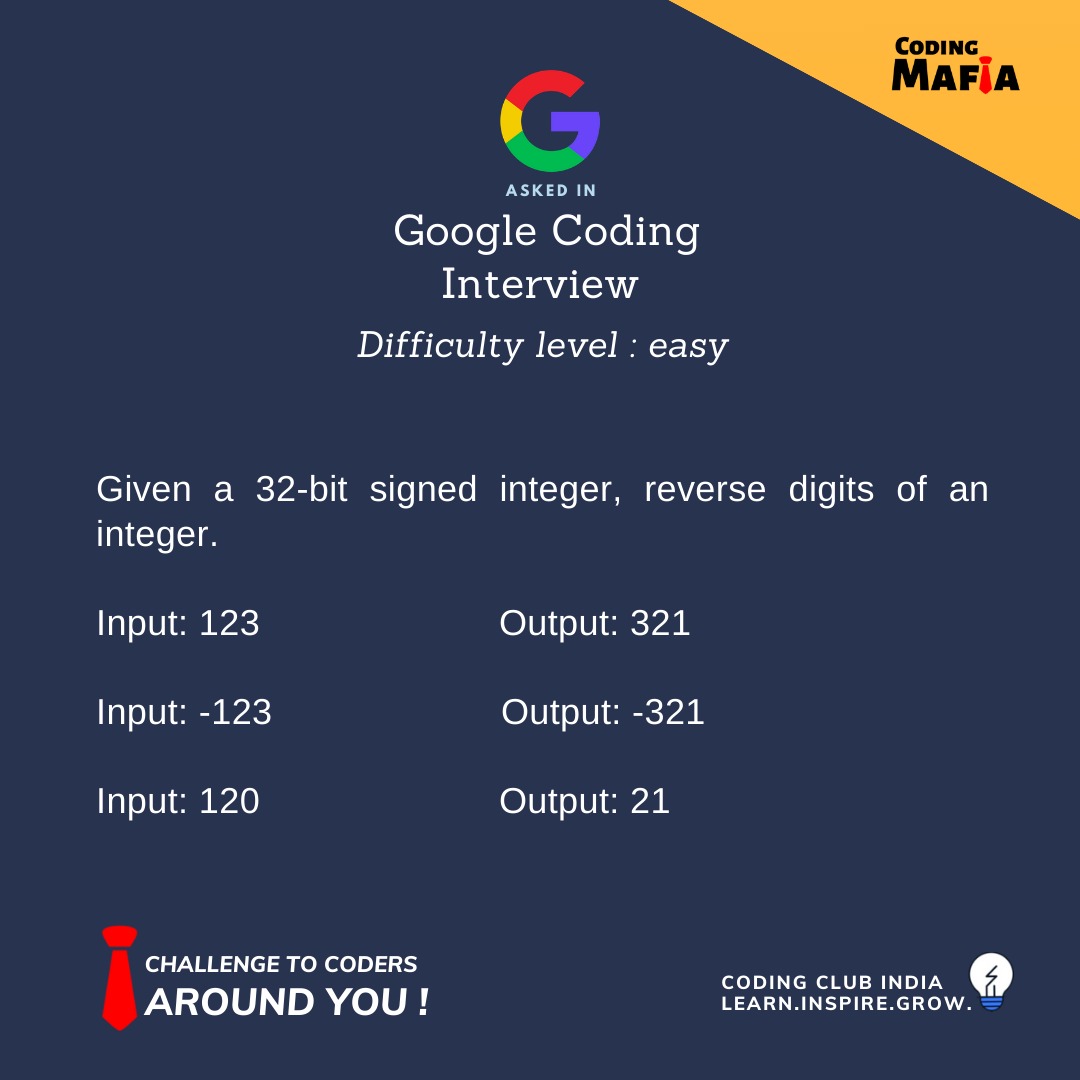 CODING
MAFIA
G
ASKED IN
Google Coding
Interview
Difficulty level : easy
Given a 32-bit signed integer, reverse digits of an
integer.
Input: 123 Output: 321
Input: -123 Output: -321
Input: 120 Output: 21
CHALLENGE TO CODERS
AROUND YOU !
CODING CLUB INDIA
LEARN.INSPIRE.GROW.